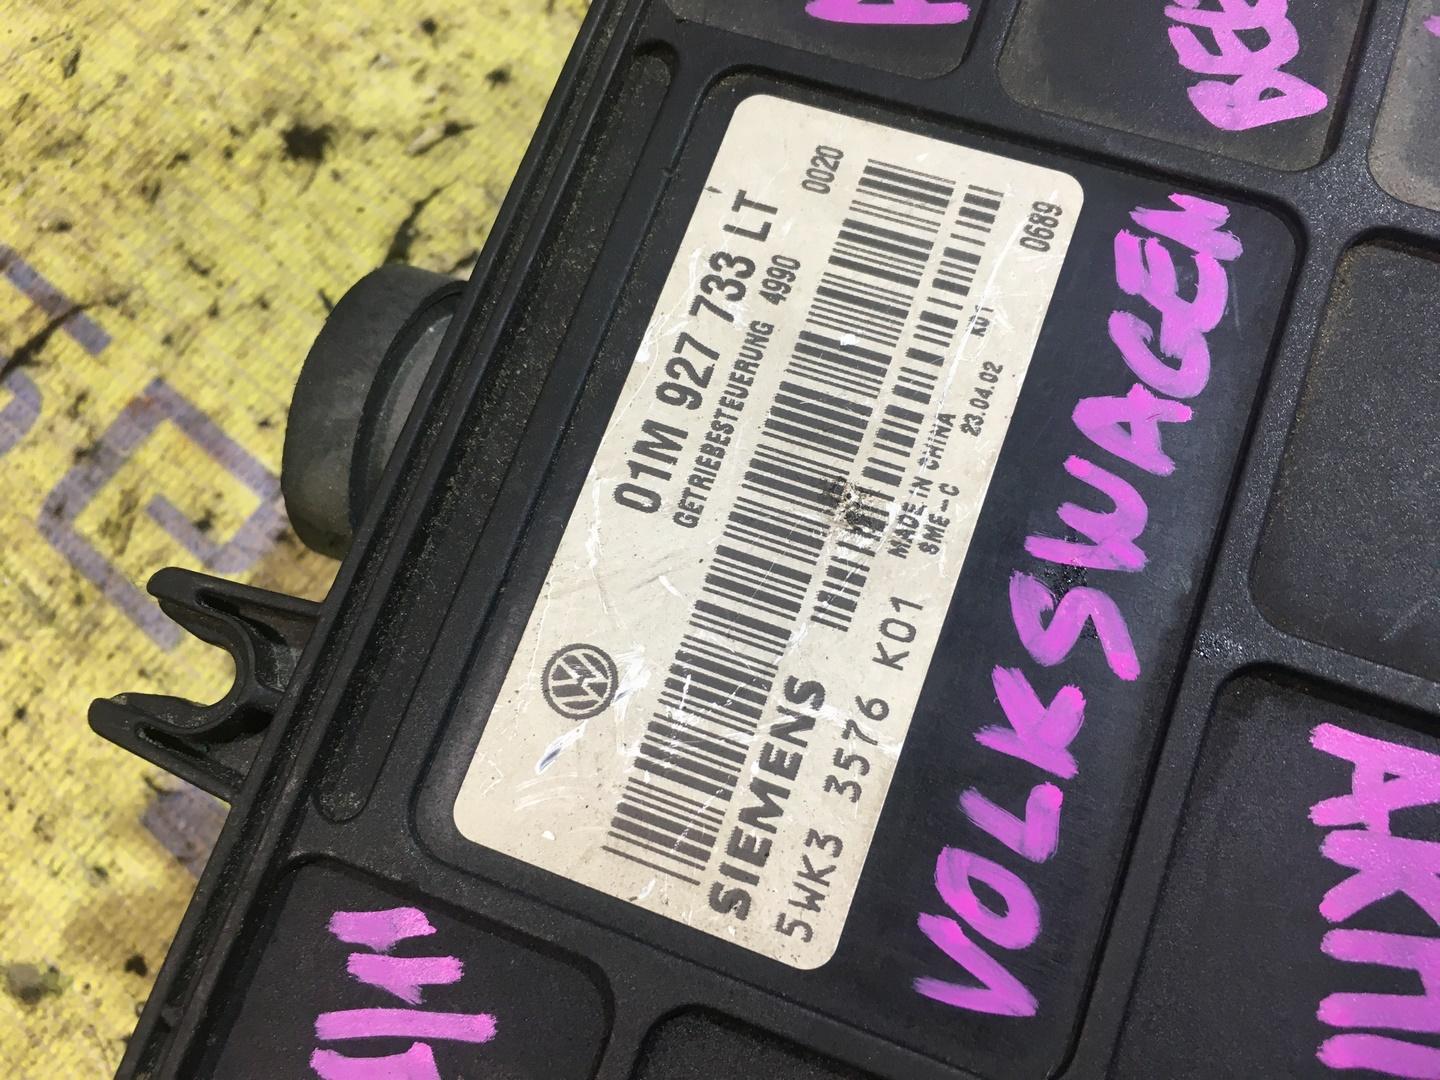 01M 927 733 LT
GETRIEBESTEUERUNG 4990
0020
0689
MADE IN CHINA
K01
SME-C
23.04.02
SIEMENS
5WK3 3576 K01
VOLKSWAGEN